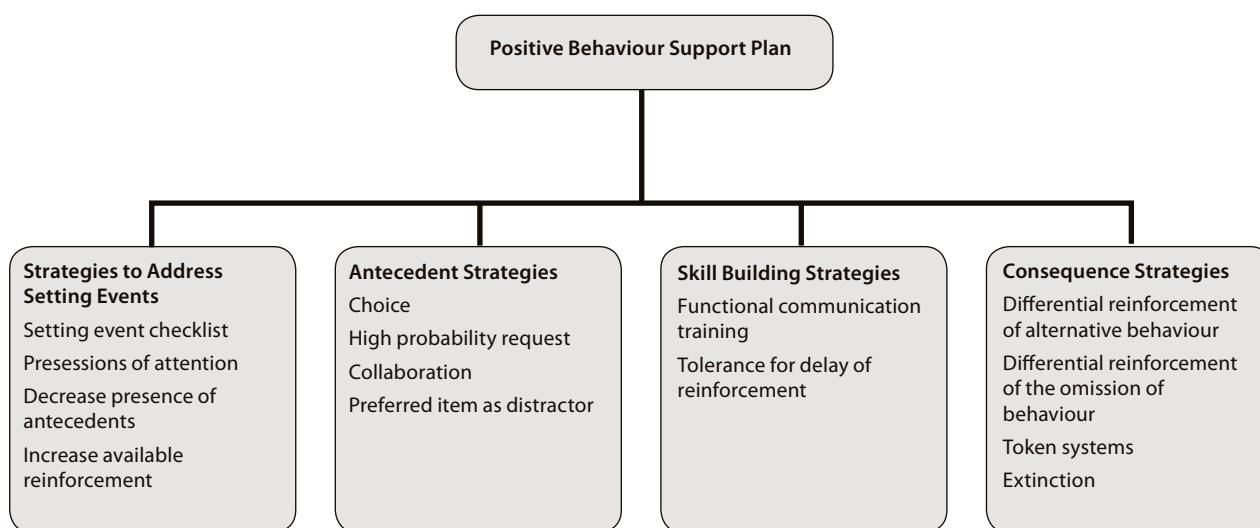 Positive Behaviour Support Plan
Strategies to Address
Setting Events
Setting event checklist
Presessions of attention
Decrease presence of
antecedents
Increase available
reinforcement
Antecedent Strategies
Choice
High probability request
Collaboration
Preferred item as distractor
Skill Building Strategies
Functional communication
training
Tolerance for delay of
reinforcement
Consequence Strategies
Differential reinforcement
of alternative behaviour
Differential reinforcement
of the omission of
behaviour
Token systems
Extinction